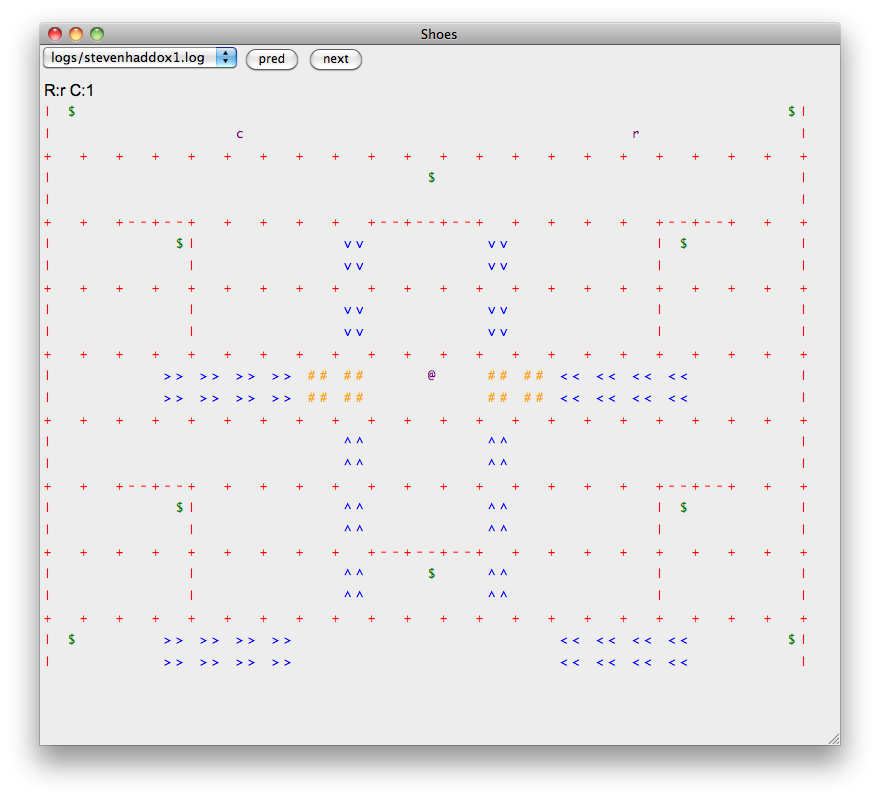 Shoes
logs/stevenhaddox1.log pred next
R:r C:1
| $                                                           $|
|               c                                r             |
+  +  +  +  +  +  +  +  +  +  +  +  +  +  +  +  +  +  +  +  +  +
|                               $                              |
|                                                              |
+  +  +--+--+  +  +  +  +  +--+--+--+  +  +  +  +  +--+--+  +  +
|          $|            vv          vv            | $         |
|           |            vv          vv            |           |
+  +  +  +  +  +  +  +  +  +  +  +  +  +  +  +  +  +  +  +  +  +
|           |            vv          vv            |           |
|           |            vv          vv            |           |
+  +  +  +  +  +  +  +  +  +  +  +  +  +  +  +  +  +  +  +  +  +
|         >> >> >> >> ## ##     @    ## ## << << << <<         |
|         >> >> >> >> ## ##          ## ## << << << <<         |
+  +  +  +  +  +  +  +  +  +  +  +  +  +  +  +  +  +  +  +  +  +
|                        ^^          ^^                        |
|                        ^^          ^^                        |
+  +  +--+--+  +  +  +  +  +  +  +  +  +  +  +  +  +--+--+  +  +
|          $|            ^^          ^^            | $         |
|           |            ^^          ^^            |           |
+  +  +  +  +  +  +  +  +  +--+--+--+  +  +  +  +  +  +  +  +  +
|           |            ^^     $    ^^            |           |
|           |            ^^          ^^            |           |
+  +  +  +  +  +  +  +  +  +  +  +  +  +  +  +  +  +  +  +  +  +
| $       >> >> >> >>                      << << << <<        $|
|         >> >> >> >>                      << << << <<         |